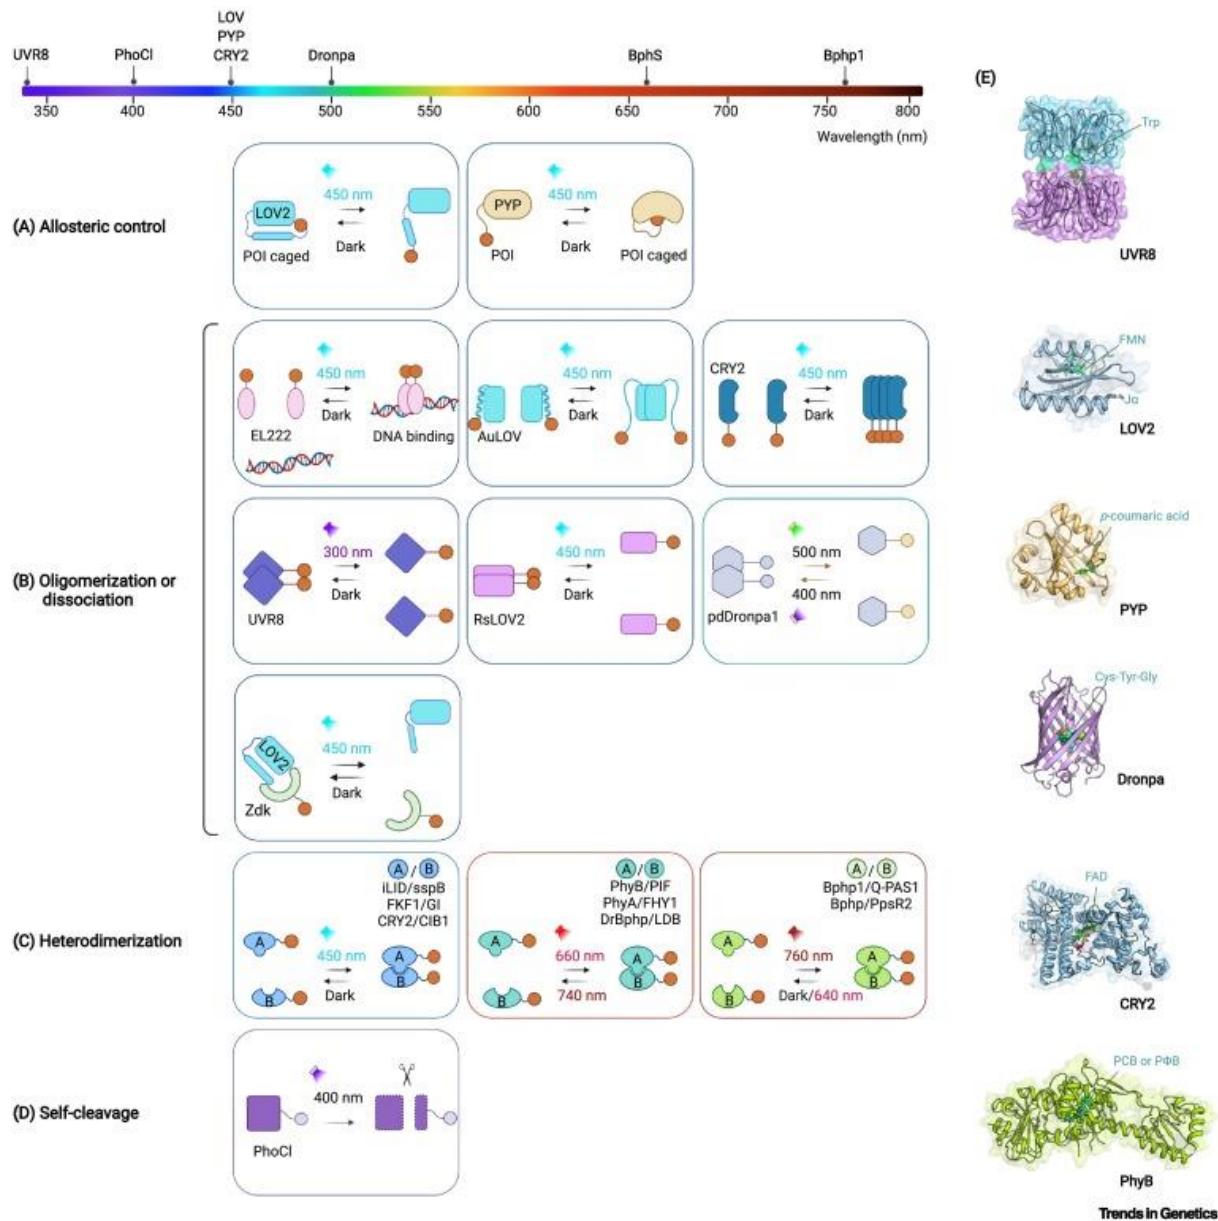 LOV
PYP
UVR8 PhoCl CRY2 Dronpa BphS Bphp1
350 400 450 500 550 600 650 700 750 800
Wavelength (nm)
(A) Allosteric control
LOV2
450 nm
Dark
POI caged
PYP
450 nm
Dark
POI
POI caged
(B) Oligomerization or
dissociation
450 nm
Dark
EL222
DNA binding
450 nm
Dark
AuLOV
CRY2
450 nm
Dark
300 nm
Dark
UVR8
450 nm
Dark
RsLOV2
500 nm
400 nm
pdDronpa1
LOV2
450 nm
Dark
Zdk
(C) Heterodimerization
A / B
iLID/sspB
FKF1/GI
CRY2/CIB1
A
450 nm
A
B
Dark
B
A / B
PhyB/PIF
PhyA/FHY1
DrBphp/LDB
A
660 nm
A
B
740 nm
B
A / B
Bphp1/Q-PAS1
Bphp/PpsR2
A
760 nm
A
B
Dark/640 nm
B
(D) Self-cleavage
400 nm
PhoCl
(E)
Trp
UVR8
FMN
Jα
LOV2
p-coumaric acid
PYP
Cys-Tyr-Gly
Dronpa
FAD
CRY2
PCB or PΦB
PhyB
Trends in Genetics